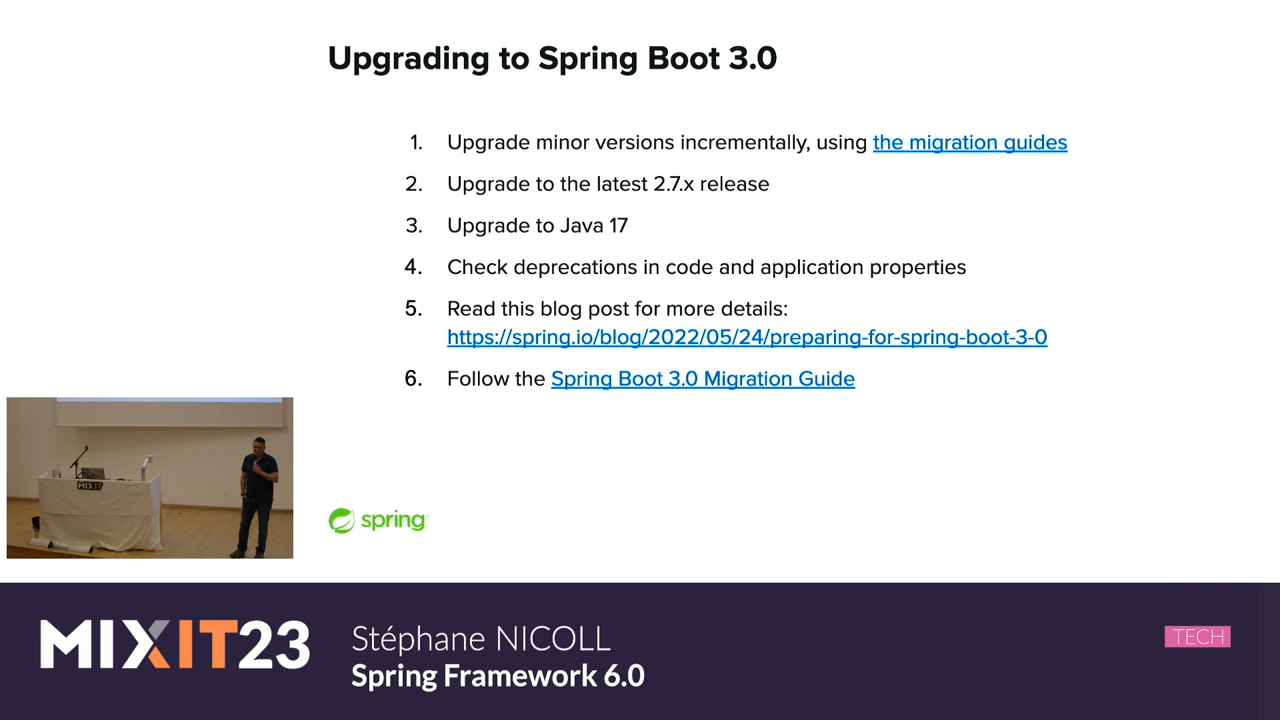 Upgrading to Spring Boot 3.0
1. Upgrade minor versions incrementally, using the migration guides
2. Upgrade to the latest 2.7.x release
3. Upgrade to Java 17
4. Check deprecations in code and application properties
5. Read this blog post for more details:
https://spring.io/blog/2022/05/24/preparing-for-spring-boot-3-0
6. Follow the Spring Boot 3.0 Migration Guide
MIXIT
spring
MIXIT23
Stéphane NICOLL
Spring Framework 6.0
TECH